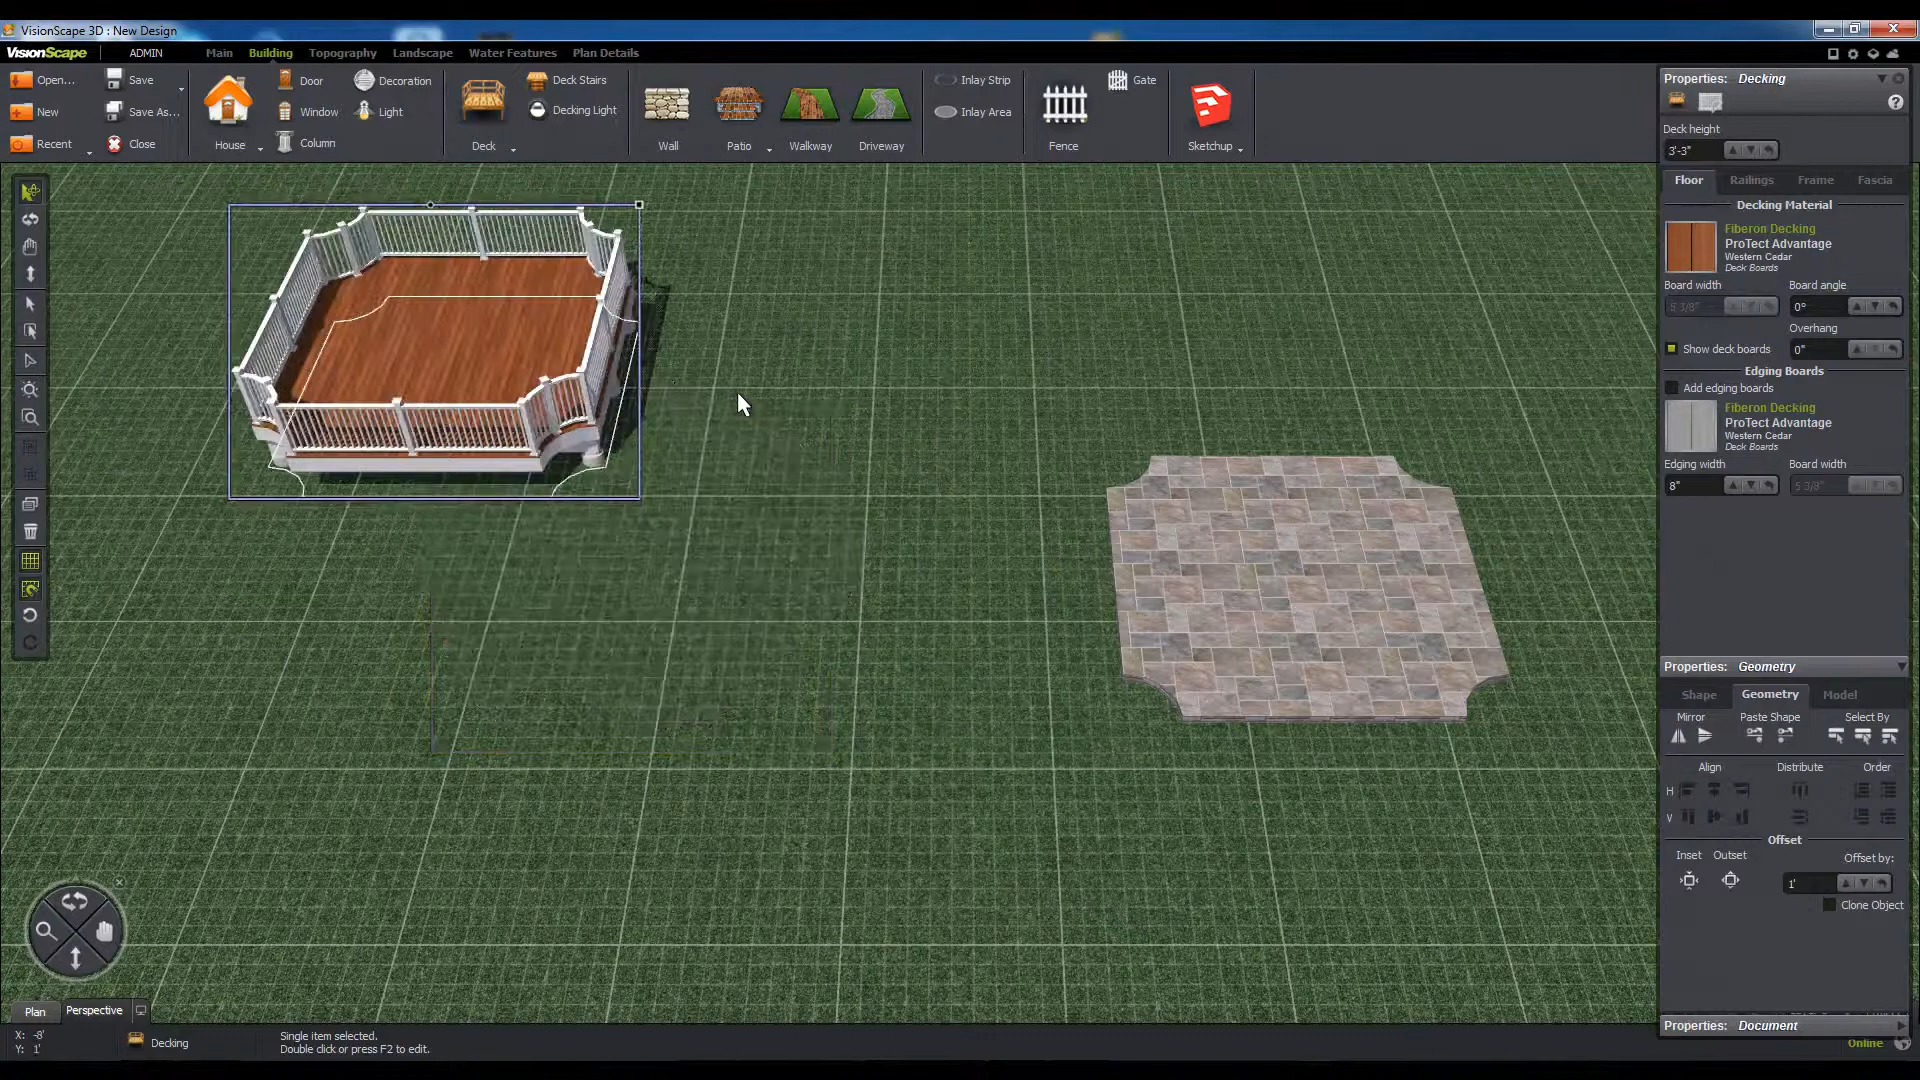 VisionScape 3D : New Design
VisionScape
ADMIN
Main
Building
Topography
Landscape
Water Features
Plan Details
Open...
Save
New
Save As...
Recent
Close
House
Door
Window
Column
Decoration
Light
Deck
Deck Stairs
Decking Light
Wall
Patio
Walkway
Driveway
Inlay Strip
Inlay Area
Fence
Gate
Sketchup
Properties: Decking
?
Deck height
3'-3"
Floor
Railings
Frame
Fascia
Decking Material
Fiberon Decking
ProTect Advantage
Western Cedar
Deck Boards
Board width
Board angle
5 3/8"
0°
Overhang
Show deck boards
0"
Edging Boards
Add edging boards
Fiberon Decking
ProTect Advantage
Western Cedar
Deck Boards
Edging width
Board width
8"
5 3/8"
Properties: Geometry
Shape
Geometry
Model
Mirror
Paste Shape
Select By
Align
Distribute
Order
H
V
Offset
Inset
Outset
Offset by:
1'
Clone Object
Properties: Document
Online
Plan
Perspective
X: -8'
Y: 1'
Decking
Single item selected.
Double click or press F2 to edit.